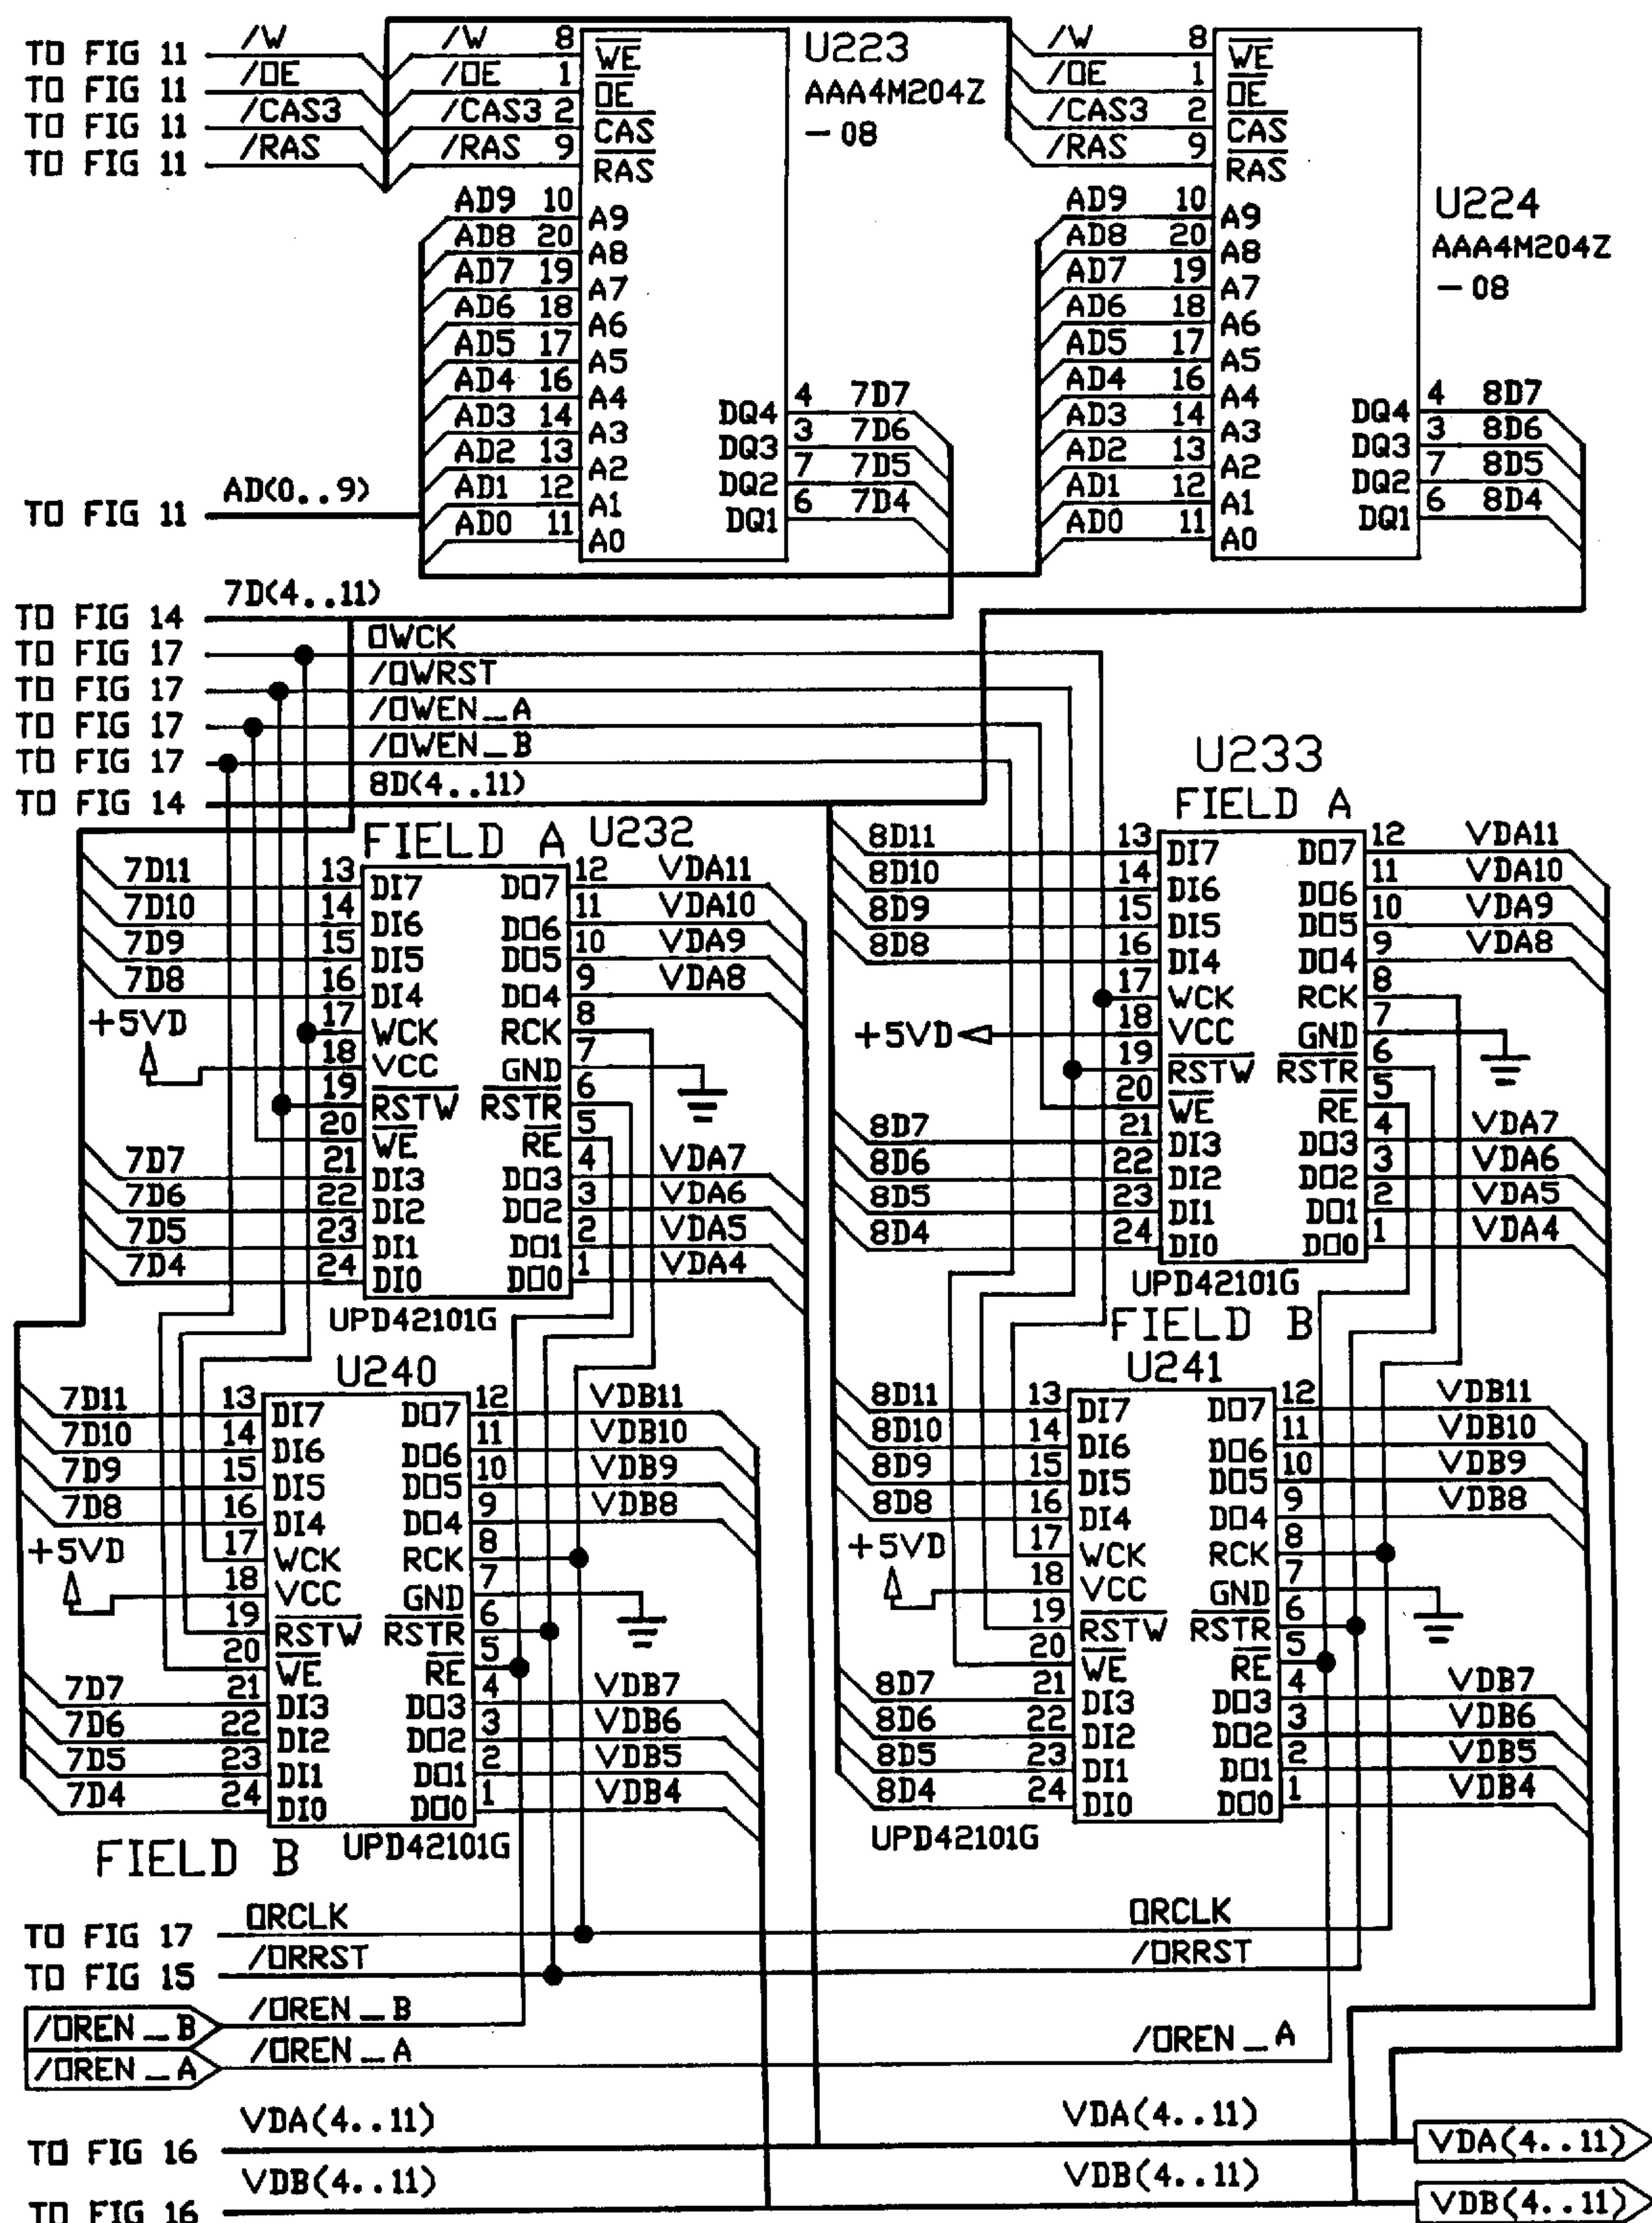 TO FIG 11 /W /W 8 WE U223 /W 8 WE
TO FIG 11 /OE /OE 1 OE AAA4M204Z /OE 1 OE
TO FIG 11 /CAS3 /CAS3 2 CAS -08 /CAS3 2 CAS
TO FIG 11 /RAS /RAS 9 RAS /RAS 9 RAS
U224
AAA4M204Z
-08
AD9 10 A9 AD9 10 A9
AD8 20 A8 AD8 20 A8
AD7 19 A7 AD7 19 A7
AD6 18 A6 AD6 18 A6
AD5 17 A5 AD5 17 A5
AD4 16 A4 DQ4 4 7D7 AD4 16 A4 DQ4 4 8D7
AD3 14 A3 DQ3 3 7D6 AD3 14 A3 DQ3 3 8D6
AD2 13 A2 DQ2 7 7D5 AD2 13 A2 DQ2 7 8D5
AD1 12 A1 DQ1 6 7D4 AD1 12 A1 DQ1 6 8D4
TO FIG 11 AD(0..9) AD0 11 A0 AD0 11 A0
TO FIG 14 7D(4..11)
TO FIG 17 OWCK
TO FIG 17 /OWRST
TO FIG 17 /OWEN_A
TO FIG 17 /OWEN_B
TO FIG 14 8D(4..11)
FIELD A U232
7D11 13 DI7 DO7 12 VDA11
7D10 14 DI6 DO6 11 VDA10
7D9 15 DI5 DO5 10 VDA9
7D8 16 DI4 DO4 9 VDA8
17 WCK RCK 8
+5VD 18 VCC GND 7
19 RSTW RSTR 6
20 WE RE 5
7D7 21 DI3 DO3 4 VDA7
7D6 22 DI2 DO2 3 VDA6
7D5 23 DI1 DO1 2 VDA5
7D4 24 DI0 DO0 1 VDA4
UPD42101G
U233
FIELD A
8D11 13 DI7 DO7 12 VDA11
8D10 14 DI6 DO6 11 VDA10
8D9 15 DI5 DO5 10 VDA9
8D8 16 DI4 DO4 9 VDA8
17 WCK RCK 8
+5VD 18 VCC GND 7
19 RSTW RSTR 6
20 WE RE 5
8D7 21 DI3 DO3 4 VDA7
8D6 22 DI2 DO2 3 VDA6
8D5 23 DI1 DO1 2 VDA5
8D4 24 DI0 DO0 1 VDA4
UPD42101G
U240
7D11 13 DI7 DO7 12 VDB11
7D10 14 DI6 DO6 11 VDB10
7D9 15 DI5 DO5 10 VDB9
7D8 16 DI4 DO4 9 VDB8
17 WCK RCK 8
+5VD 18 VCC GND 7
19 RSTW RSTR 6
20 WE RE 5
7D7 21 DI3 DO3 4 VDB7
7D6 22 DI2 DO2 3 VDB6
7D5 23 DI1 DO1 2 VDB5
7D4 24 DI0 DO0 1 VDB4
FIELD B UPD42101G
FIELD B
U241
8D11 13 DI7 DO7 12 VDB11
8D10 14 DI6 DO6 11 VDB10
8D9 15 DI5 DO5 10 VDB9
8D8 16 DI4 DO4 9 VDB8
17 WCK RCK 8
+5VD 18 VCC GND 7
19 RSTW RSTR 6
20 WE RE 5
8D7 21 DI3 DO3 4 VDB7
8D6 22 DI2 DO2 3 VDB6
8D5 23 DI1 DO1 2 VDB5
8D4 24 DI0 DO0 1 VDB4
UPD42101G
TO FIG 17 ORCLK ORCLK
TO FIG 15 /ORRST /ORRST
/OREN_B /OREN_B
/OREN_A /OREN_A /OREN_A
TO FIG 16 VDA(4..11) VDA(4..11) VDA(4..11)
TO FIG 16 VDB(4..11) VDB(4..11) VDB(4..11)